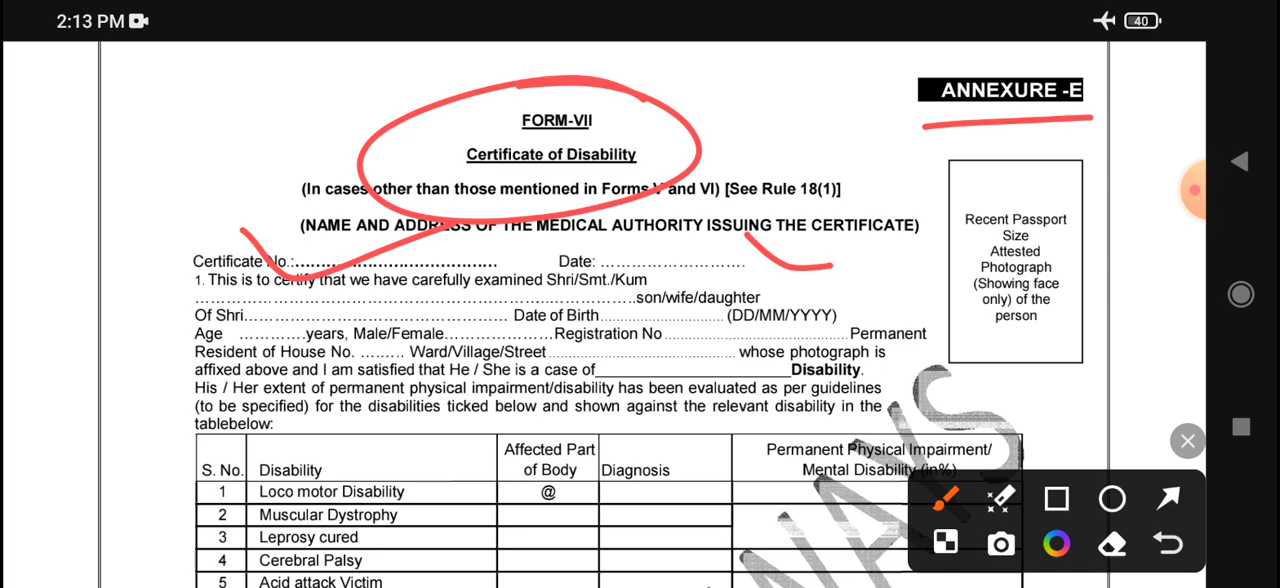 2:13 PM
40
ANNEXURE -E
FORM-VII
Certificate of Disability
(In cases other than those mentioned in Forms V and VI) [See Rule 18(1)]
(NAME AND ADDRESS OF THE MEDICAL AUTHORITY ISSUING THE CERTIFICATE)
Recent Passport
Size
Attested
Photograph
(Showing face
only) of the
person
Certificate No.:........................................ Date: ............................
1. This is to certify that we have carefully examined Shri/Smt./Kum
................................................................................son/wife/daughter
Of Shri................................................ Date of Birth............................ (DD/MM/YYYY)
Age ............years, Male/Female....................Registration No.......................................... Permanent
Resident of House No. ........ Ward/Village/Street.......................................... whose photograph is
affixed above and I am satisfied that He / She is a case of______________________Disability.
His / Her extent of permanent physical impairment/disability has been evaluated as per guidelines
(to be specified) for the disabilities ticked below and shown against the relevant disability in the
tablebelow:
S. No. Disability Affected Part of Body Diagnosis Permanent Physical Impairment/ Mental Disability (in%)
1 Loco motor Disability @
2 Muscular Dystrophy
3 Leprosy cured
4 Cerebral Palsy
5 Acid attack Victim
WAYS